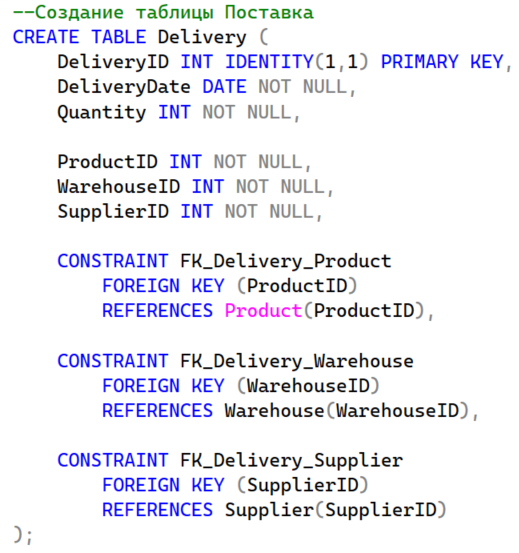 --Создание таблицы Поставка
CREATE TABLE Delivery (
    DeliveryID INT IDENTITY(1,1) PRIMARY KEY,
    DeliveryDate DATE NOT NULL,
    Quantity INT NOT NULL,

    ProductID INT NOT NULL,
    WarehouseID INT NOT NULL,
    SupplierID INT NOT NULL,

    CONSTRAINT FK_Delivery_Product
        FOREIGN KEY (ProductID)
        REFERENCES Product(ProductID),

    CONSTRAINT FK_Delivery_Warehouse
        FOREIGN KEY (WarehouseID)
        REFERENCES Warehouse(WarehouseID),

    CONSTRAINT FK_Delivery_Supplier
        FOREIGN KEY (SupplierID)
        REFERENCES Supplier(SupplierID)
);